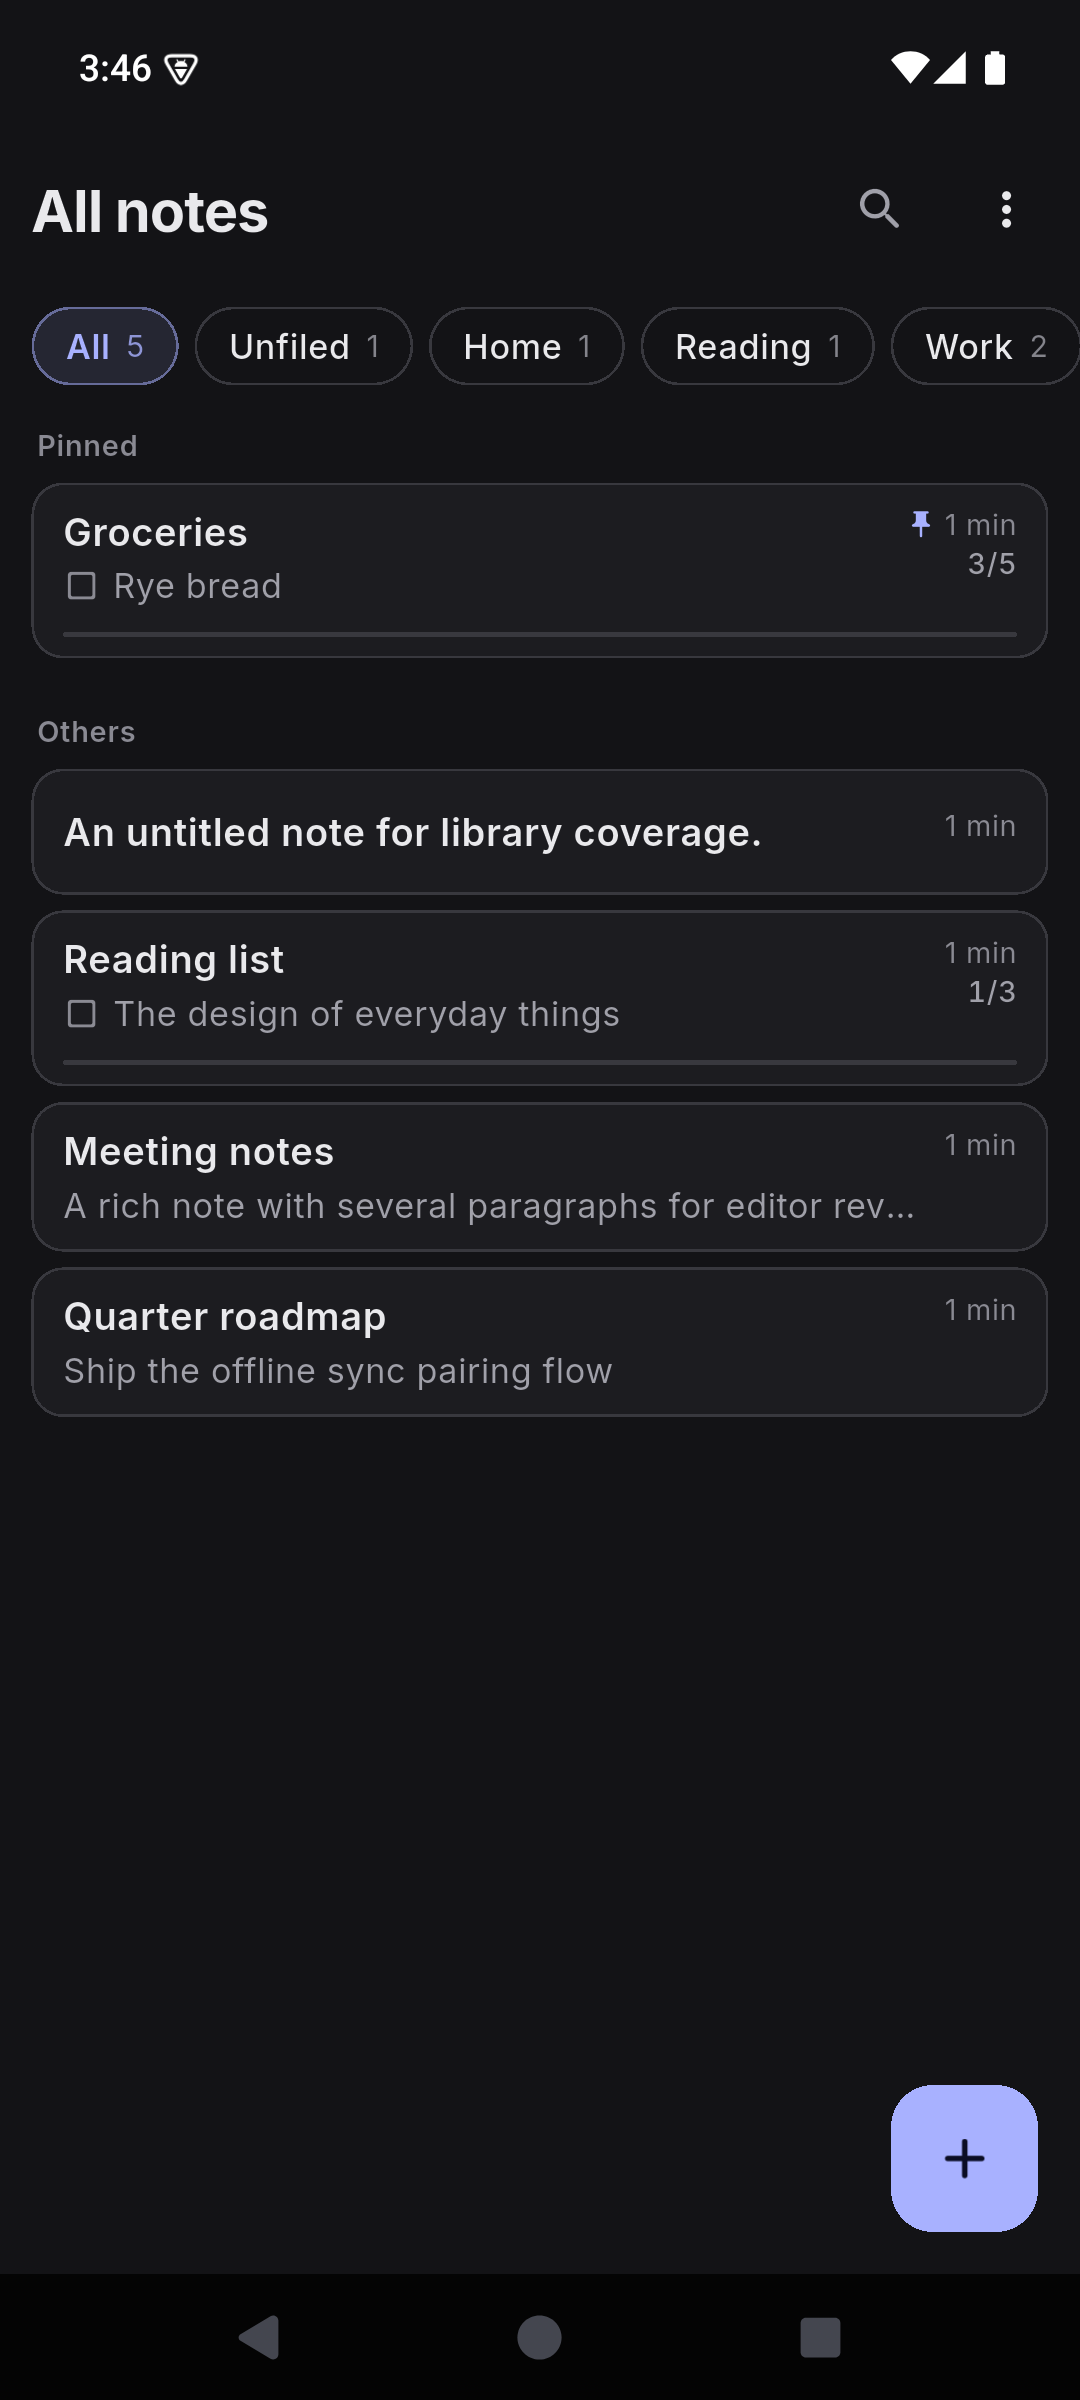 3:46
All notes
All 5 Unfiled 1 Home 1 Reading 1 Work 2
Pinned
Groceries 1 min
3/5
Rye bread
Others
An untitled note for library coverage. 1 min
Reading list 1 min
1/3
The design of everyday things
Meeting notes 1 min
A rich note with several paragraphs for editor rev...
Quarter roadmap 1 min
Ship the offline sync pairing flow